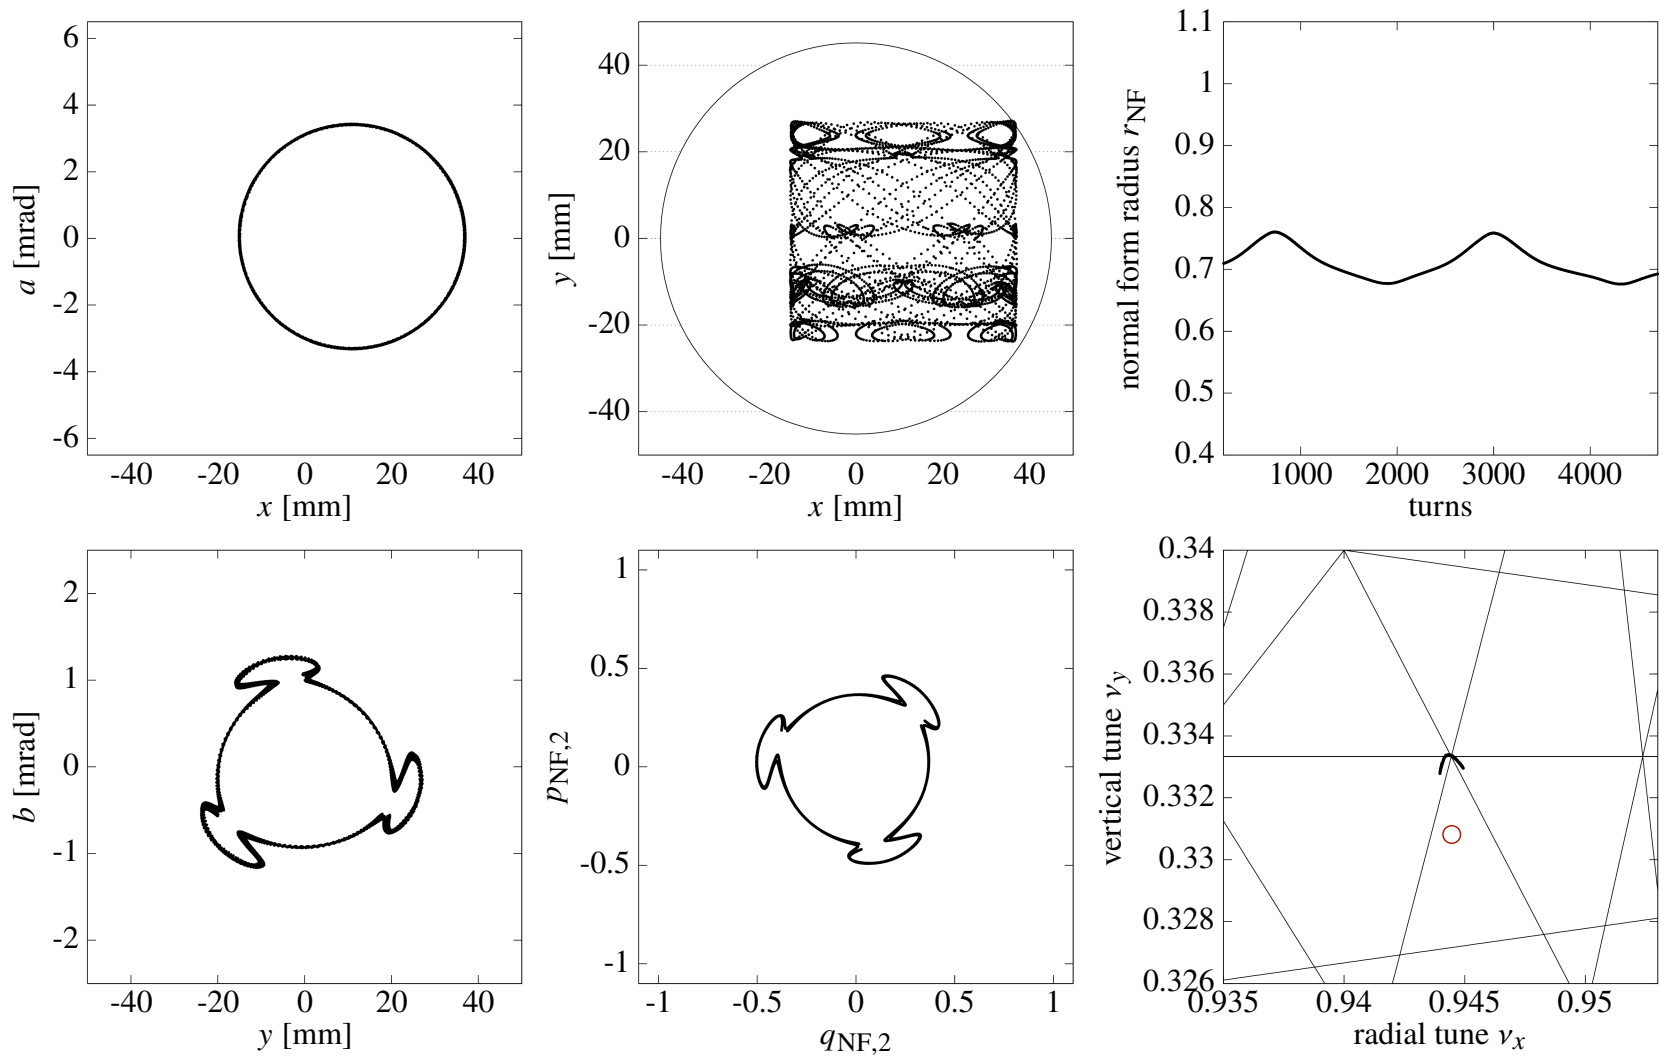 6
4
2
0
-2
-4
-6
a [mrad]
-40 -20 0 20 40
x [mm]
40
20
0
-20
-40
y [mm]
-40 -20 0 20 40
x [mm]
1.1
1
0.9
0.8
0.7
0.6
0.5
0.4
normal form radius rNF
1000 2000 3000 4000
turns
2
1
0
-1
-2
b [mrad]
-40 -20 0 20 40
y [mm]
1
0.5
0
-0.5
-1
pNF,2
-1 -0.5 0 0.5 1
qNF,2
0.34
0.338
0.336
0.334
0.332
0.33
0.328
0.326
vertical tune νy
0.935 0.94 0.945 0.95
radial tune νx